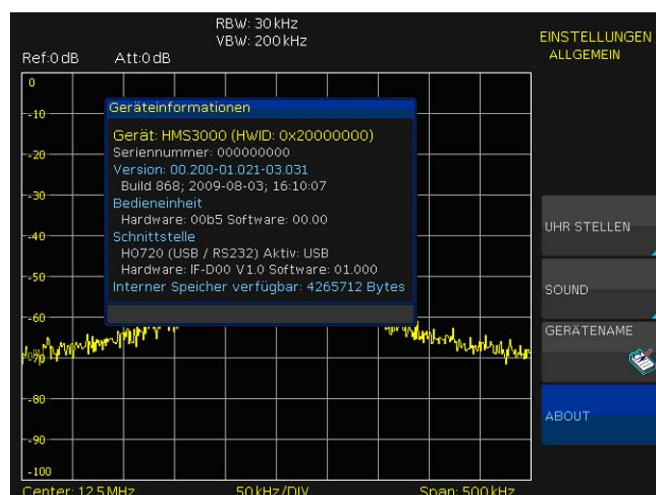 RBW: 30 kHz
VBW: 200 kHz
Ref:0 dB Att:0 dB
EINSTELLUNGEN
ALLGEMEIN
0
-10
-20
-30
-40
-50
-60
-70
-80
-90
-100
Geräteinformationen
Gerät: HMS3000 (HWID: 0x20000000)
Seriennummer: 000000000
Version: 00.200-01.021-03.031
Build 868; 2009-08-03; 16:10:07
Bedieneinheit
Hardware: 00b5 Software: 00.00
Schnittstelle
HO720 (USB / RS232) Aktiv: USB
Hardware: IF-D00 V1.0 Software: 01.000
Interner Speicher verfügbar: 4265712 Bytes
UHR STELLEN
SOUND
GERÄTENAME
ABOUT
Center: 12.5 MHz 50 kHz/DIV Span: 500 kHz